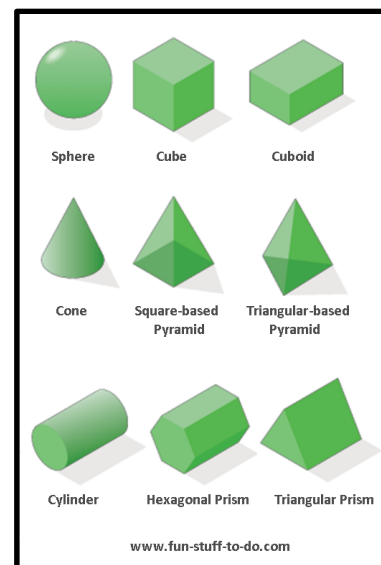 Sphere
Cube
Cuboid
Cone
Square-based
Pyramid
Triangular-based
Pyramid
Cylinder
Hexagonal Prism
Triangular Prism
www.fun-stuff-to-do.com